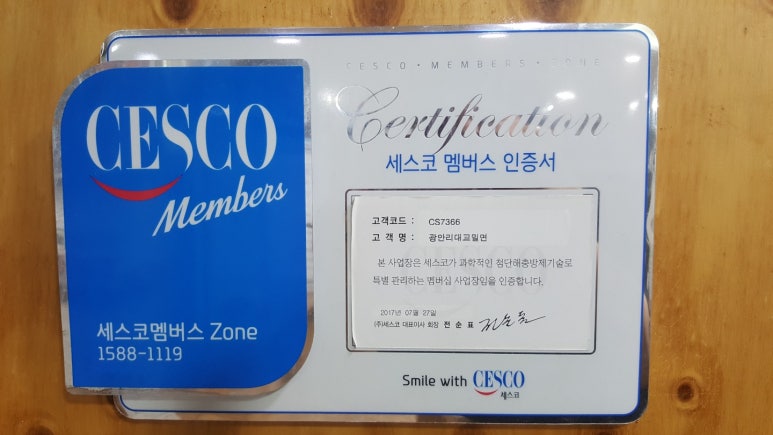 CESCO
Members
세스코멤버스 Zone
1588-1119
CESCO · MEMBERS · ZONE
Certification
세스코 멤버스 인증서
고객코드 : CS7366
고 객 명 : 광안리대교밀면
본 사업장은 세스코가 과학적인 첨단해충방제기술로
특별 관리하는 멤버십 사업장임을 인증합니다.
2017년 07월 27일
(주)세스코 대표이사 회장 전 순 표
Smile with CESCO
세스코